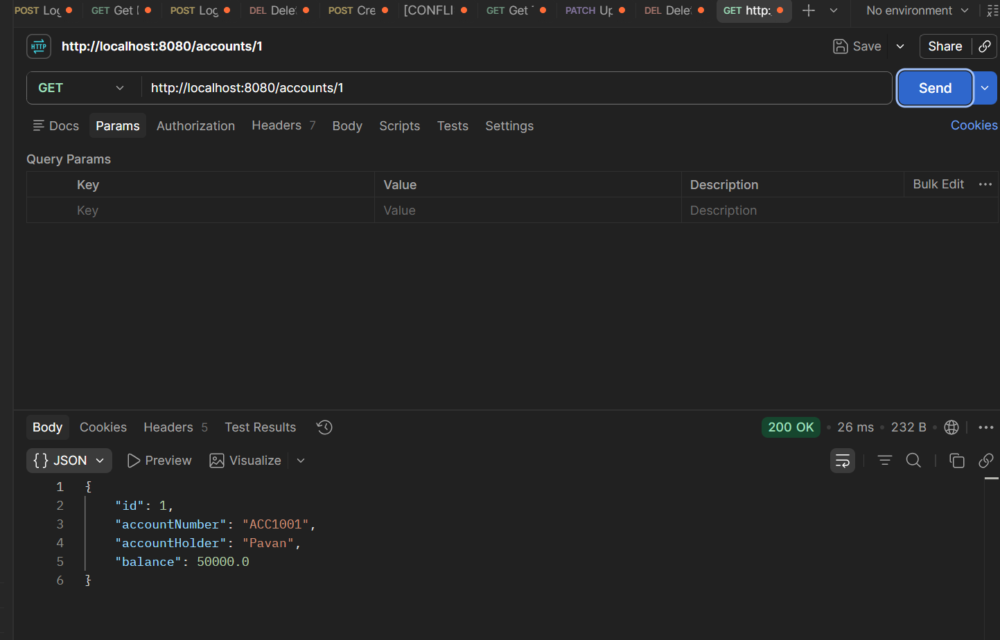 POST Log GET Get POST Log DEL Delet POST Cre [CONFLI GET Get PATCH Up DEL Delet GET http: No environment
HTTP http://localhost:8080/accounts/1 Save Share
GET http://localhost:8080/accounts/1 Send
Docs Params Authorization Headers 7 Body Scripts Tests Settings Cookies
Query Params
Key Value Description Bulk Edit
Key Value Description
Body Cookies Headers 5 Test Results 200 OK • 26 ms • 232 B •
{} JSON Preview Visualize
1 {
2 "id": 1,
3 "accountNumber": "ACC1001",
4 "accountHolder": "Pavan",
5 "balance": 50000.0
6 }